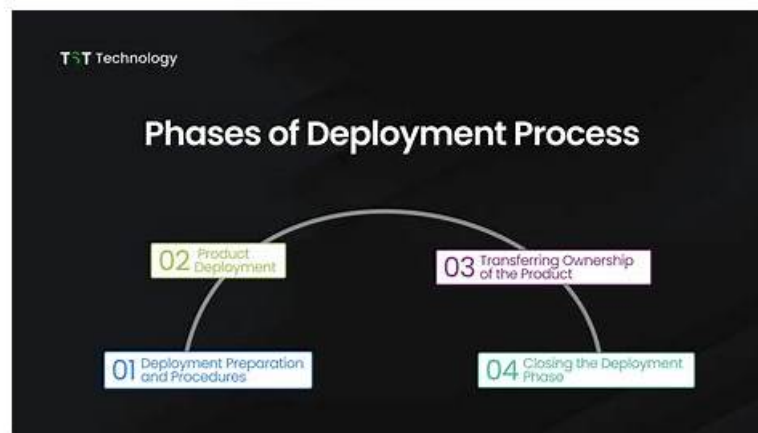 TST Technology
Phases of Deployment Process
02 Product
Deployment
03 Transferring Ownership
of the Product
01 Deployment Preparation
and Procedures
04 Closing the Deployment
Phase